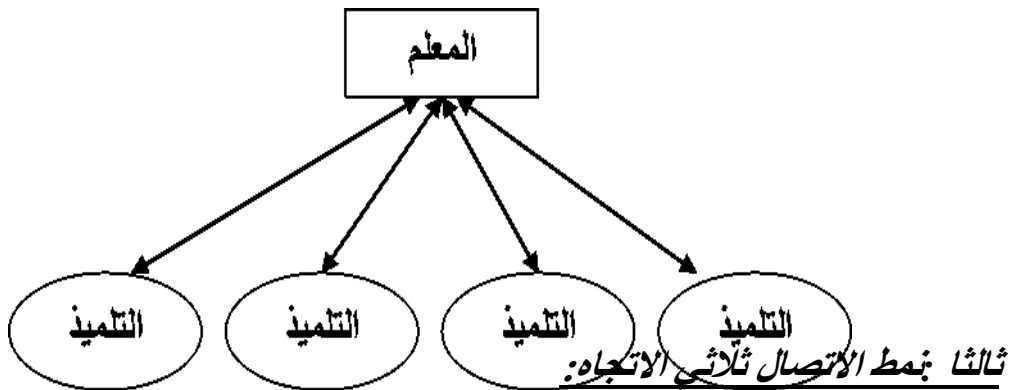 المعلم
التلميذ التلميذ التلميذ التلميذ
ثالثا :نمط الاتصال ثلاثي الاتجاه: